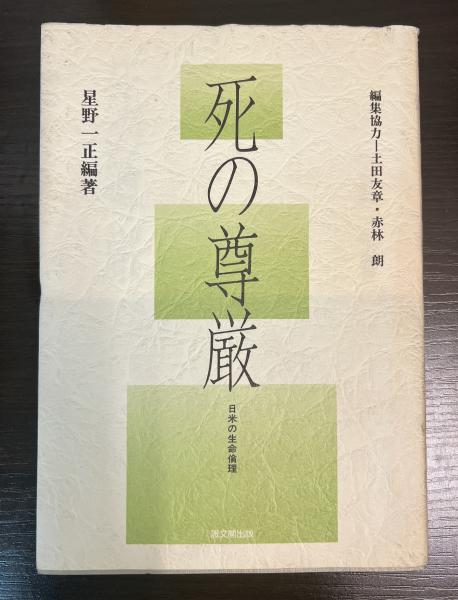 編集協力―土田友章・赤林 朗
死の尊厳
日米の生命倫理
星野一正編著
思文閣出版